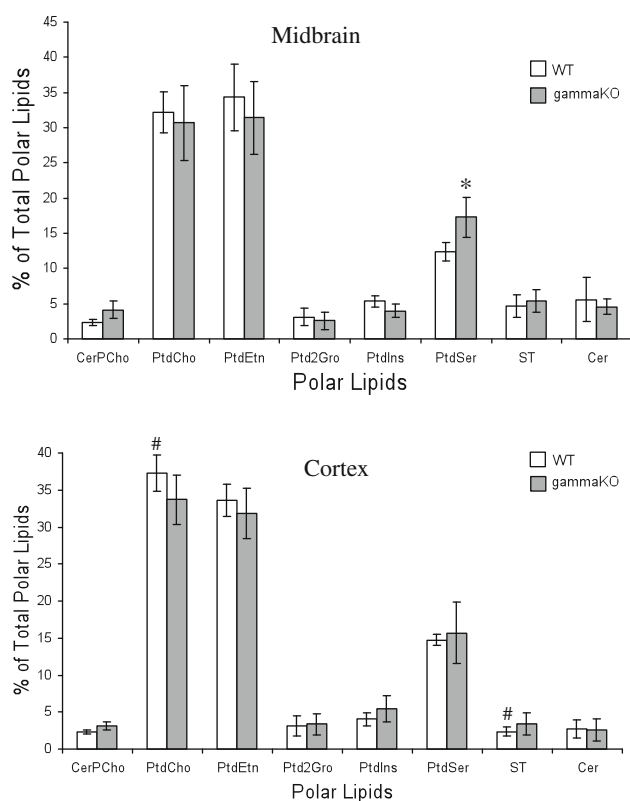 Midbrain
WT
gammaKO
% of Total Polar Lipids
45
40
35
30
25
20
15
10
5
0
*
CerPCho PtdCho PtdEtn Ptd2Gro PtdIns PtdSer ST Cer
Polar Lipids
Cortex
WT
gammaKO
% of Total Polar Lipids
40
35
30
25
20
15
10
5
0
#
#
CerPCho PtdCho PtdEtn Ptd2Gro PtdIns PtdSer ST Cer
Polar Lipids